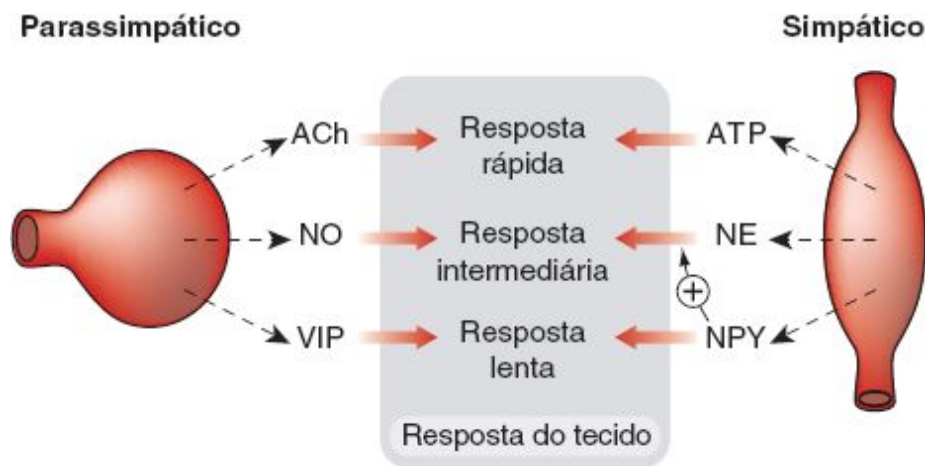 Parassimpático
Simpático
ACh
Resposta
rápida
ATP
NO
Resposta
intermediária
NE
+
VIP
Resposta
lenta
NPY
Resposta do tecido